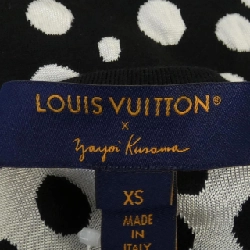 LOUIS VUITTON®
×
Yayoi Kusama
XS
MADE
IN
ITALY